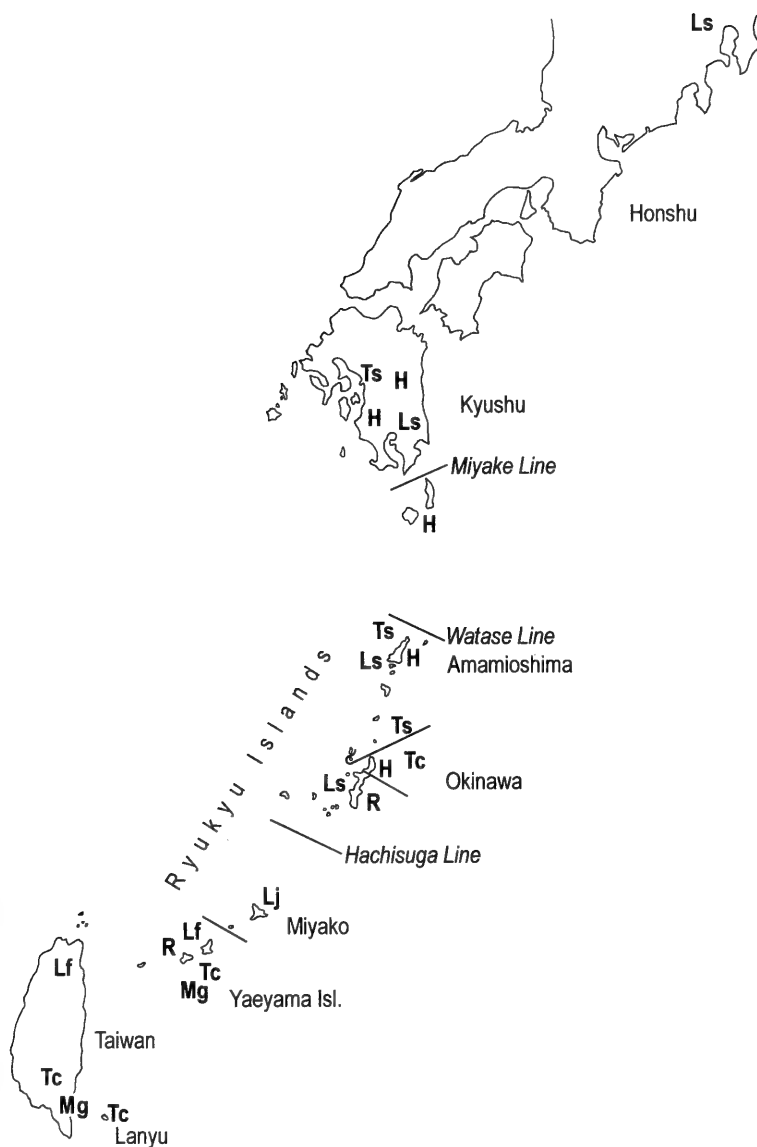 Ls
Honshu
Ts
H
Kyushu
H
Ls
Miyake Line
H
Ts
Watase Line
Ls
H
Amamioshima
Ryukyu Islands
Ts
H
Tc
Ls
Okinawa
R
Hachisuga Line
Lj
Miyako
Lf
R
Lf
Tc
Mg
Yaeyama Isl.
Taiwan
Tc
Mg
Tc
Lanyu